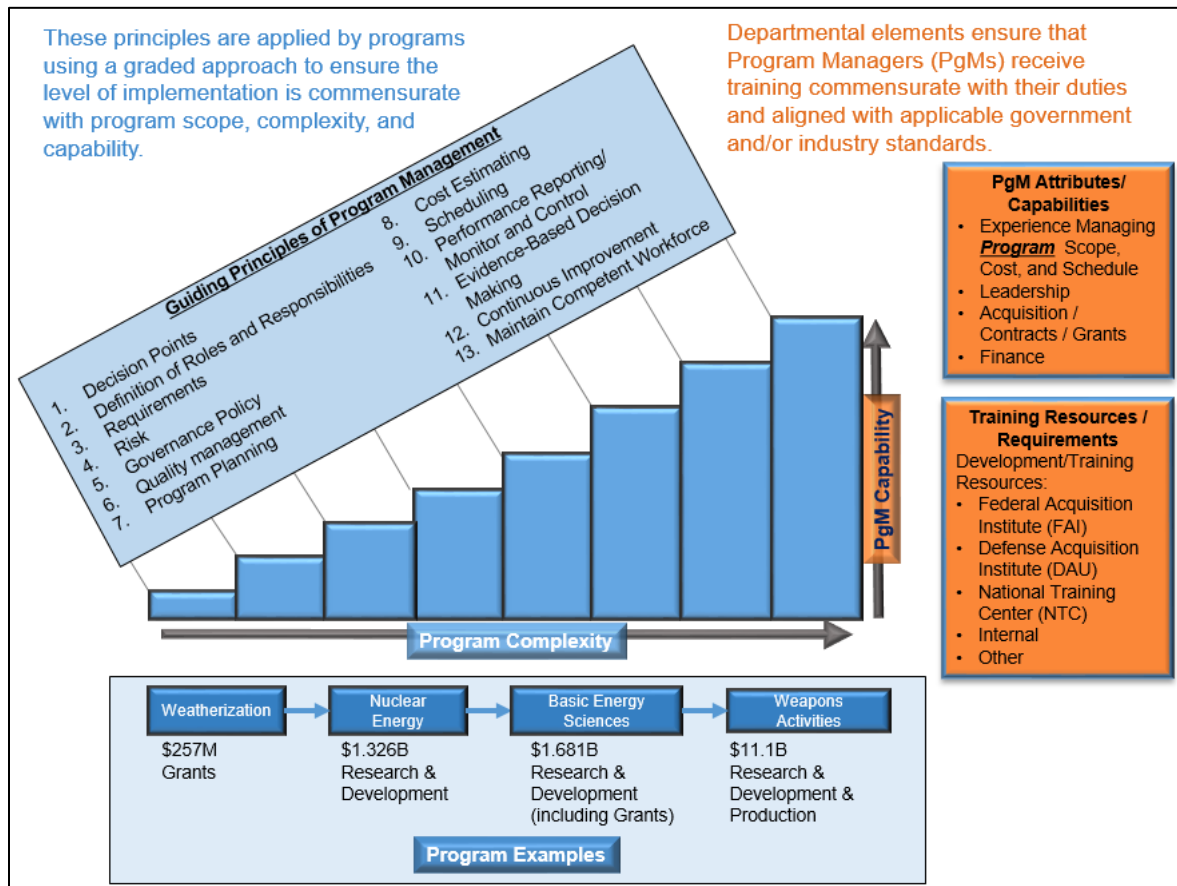 These principles are applied by programs
using a graded approach to ensure the
level of implementation is commensurate
with program scope, complexity, and
capability.
Departmental elements ensure that
Program Managers (PgMs) receive
training commensurate with their duties
and aligned with applicable government
and/or industry standards.
Guiding Principles of Program Management
1. Decision Points
2. Definition of Roles and Responsibilities
3. Requirements
4. Risk
5. Governance Policy
6. Quality management
7. Program Planning
8. Cost Estimating
9. Scheduling
10. Performance Reporting/
Monitor and Control
11. Evidence-Based Decision
Making
12. Continuous Improvement
13. Maintain Competent Workforce
PgM Capability
Program Complexity
PgM Attributes/
Capabilities
• Experience Managing
Program Scope,
Cost, and Schedule
• Leadership
• Acquisition /
Contracts / Grants
• Finance
Training Resources /
Requirements
Development/Training
Resources:
• Federal Acquisition
Institute (FAI)
• Defense Acquisition
Institute (DAU)
• National Training
Center (NTC)
• Internal
• Other
Weatherization
$257M
Grants
Nuclear
Energy
$1.326B
Research &
Development
Basic Energy
Sciences
$1.681B
Research &
Development
(including Grants)
Weapons
Activities
$11.1B
Research &
Development &
Production
Program Examples